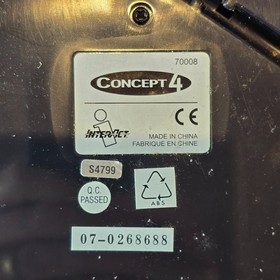 70008
CONCEPT 4
INTERACT
CE
MADE IN CHINA
FABRIQUE EN CHINE
S4799
Q.C.
PASSED
ABS
07-0268688